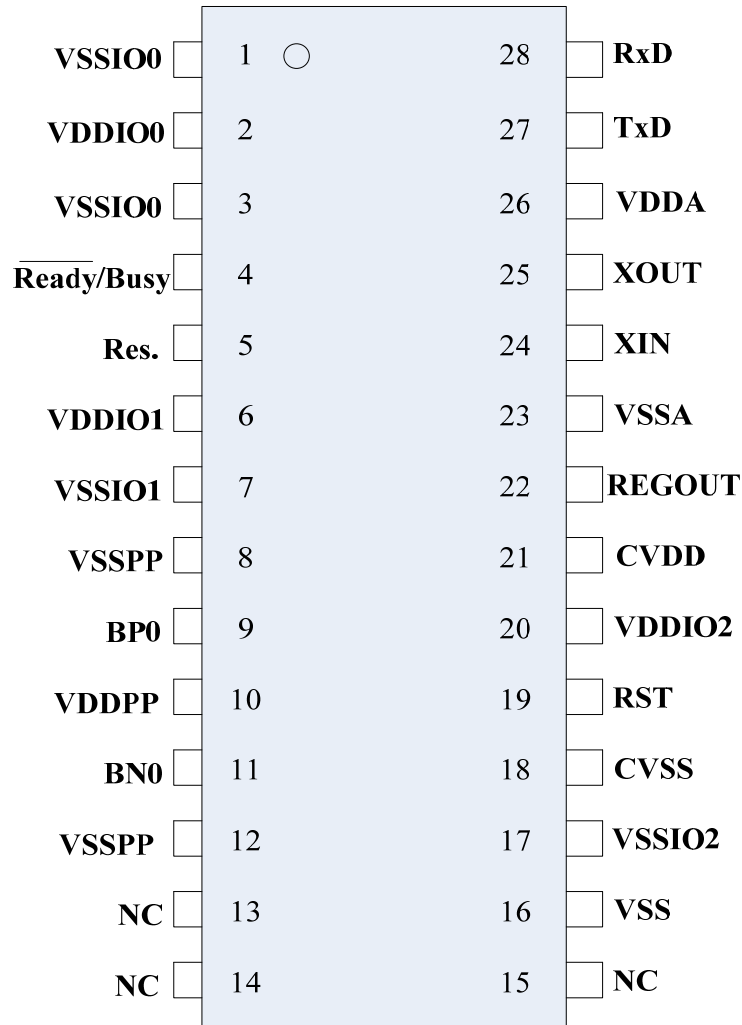 VSSIO0 1 28 RxD
VDDIO0 2 27 TxD
VSSIO0 3 26 VDDA
Ready/Busy 4 25 XOUT
Res. 5 24 XIN
VDDIO1 6 23 VSSA
VSSIO1 7 22 REGOUT
VSSPP 8 21 CVDD
BP0 9 20 VDDIO2
VDDPP 10 19 RST
BN0 11 18 CVSS
VSSPP 12 17 VSSIO2
NC 13 16 VSS
NC 14 15 NC